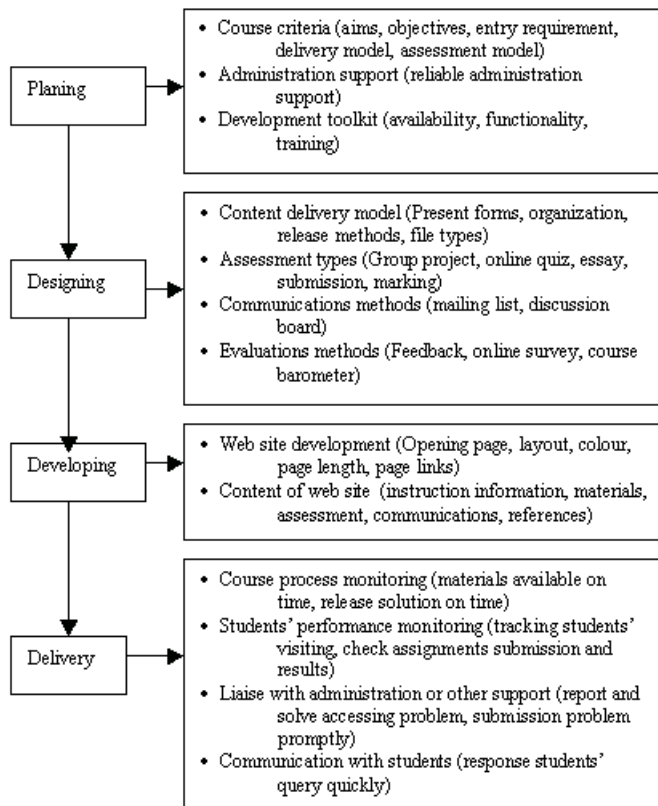 Planing
• Course criteria (aims, objectives, entry requirement,
delivery model, assessment model)
• Administration support (reliable administration
support)
• Development toolkit (availability, functionality,
training)
Designing
• Content delivery model (Present forms, organization,
release methods, file types)
• Assessment types (Group project, online quiz, essay,
submission, marking)
• Communications methods (mailing list, discussion
board)
• Evaluations methods (Feedback, online survey, course
barometer)
Developing
• Web site development (Opening page, layout, colour,
page length, page links)
• Content of web site (instruction information, materials,
assessment, communications, references)
Delivery
• Course process monitoring (materials available on
time, release solution on time)
• Students' performance monitoring (tracking students'
visiting, check assignments submission and
results)
• Liaise with administration or other support (report and
solve accessing problem, submission problem
promptly)
• Communication with students (response students'
query quickly)